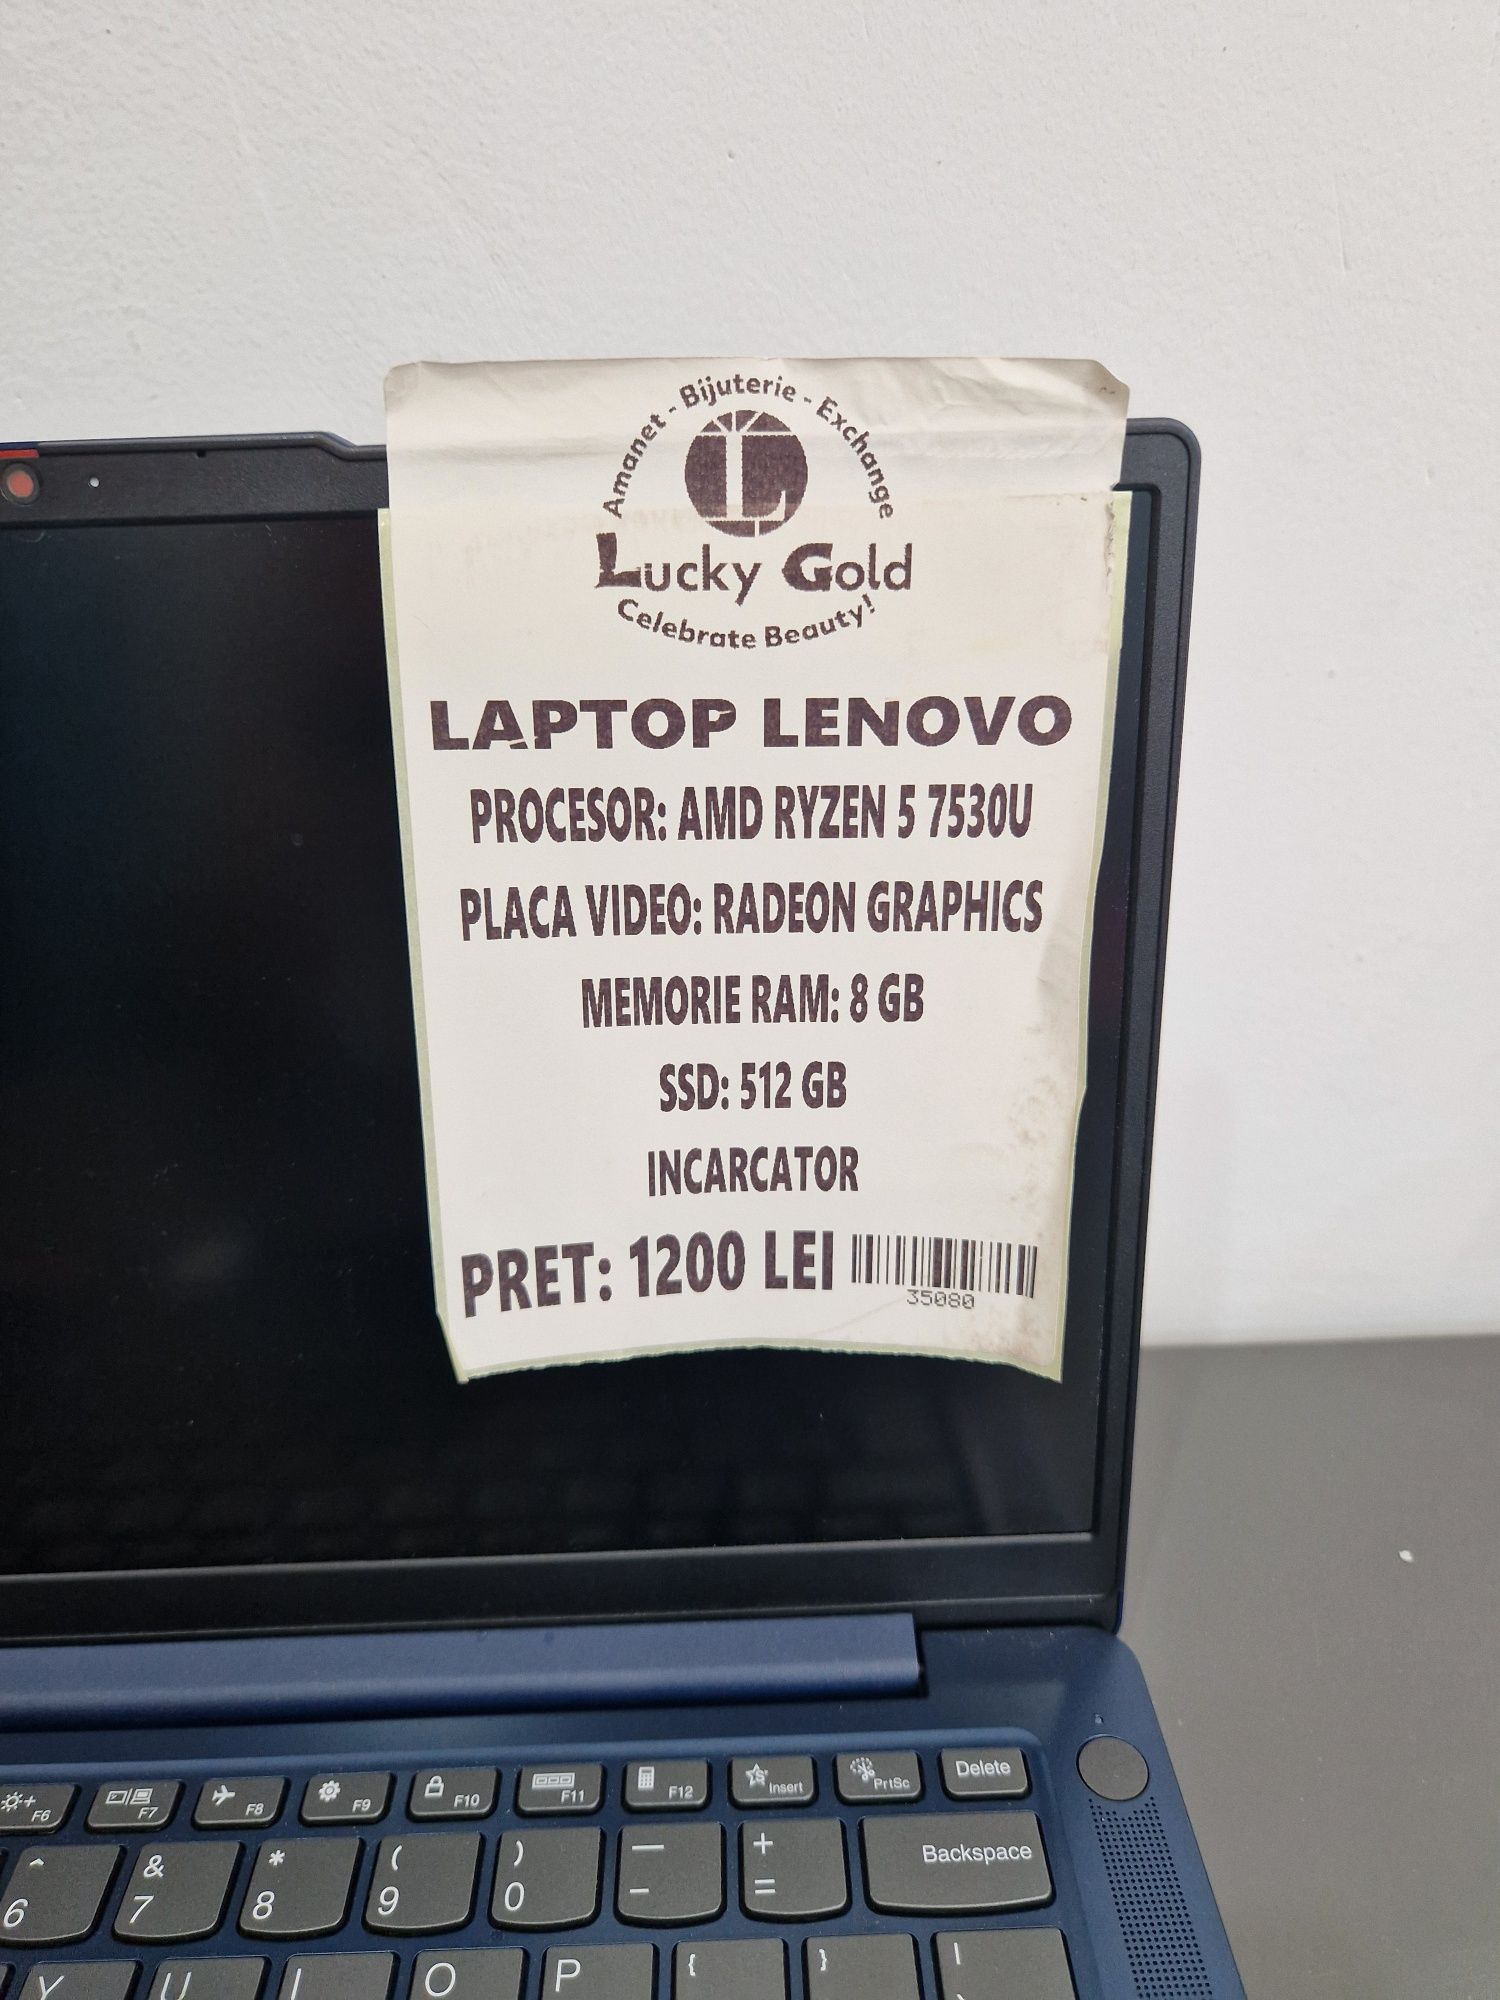 Amanet - Bijuterie - Exchange
L
Lucky Gold
Celebrate Beauty!
LAPTOP LENOVO
PROCESOR: AMD RYZEN 5 7530U
PLACA VIDEO: RADEON GRAPHICS
MEMORIE RAM: 8 GB
SSD: 512 GB
INCARCATOR
PRET: 1200 LEI
35080
F6 F7 F8 F9 F10 F11 F12 Insert PrtSc Delete
^ & * ( ) — + Backspace
6 7 8 9 0 - =
Y U I O P { } |